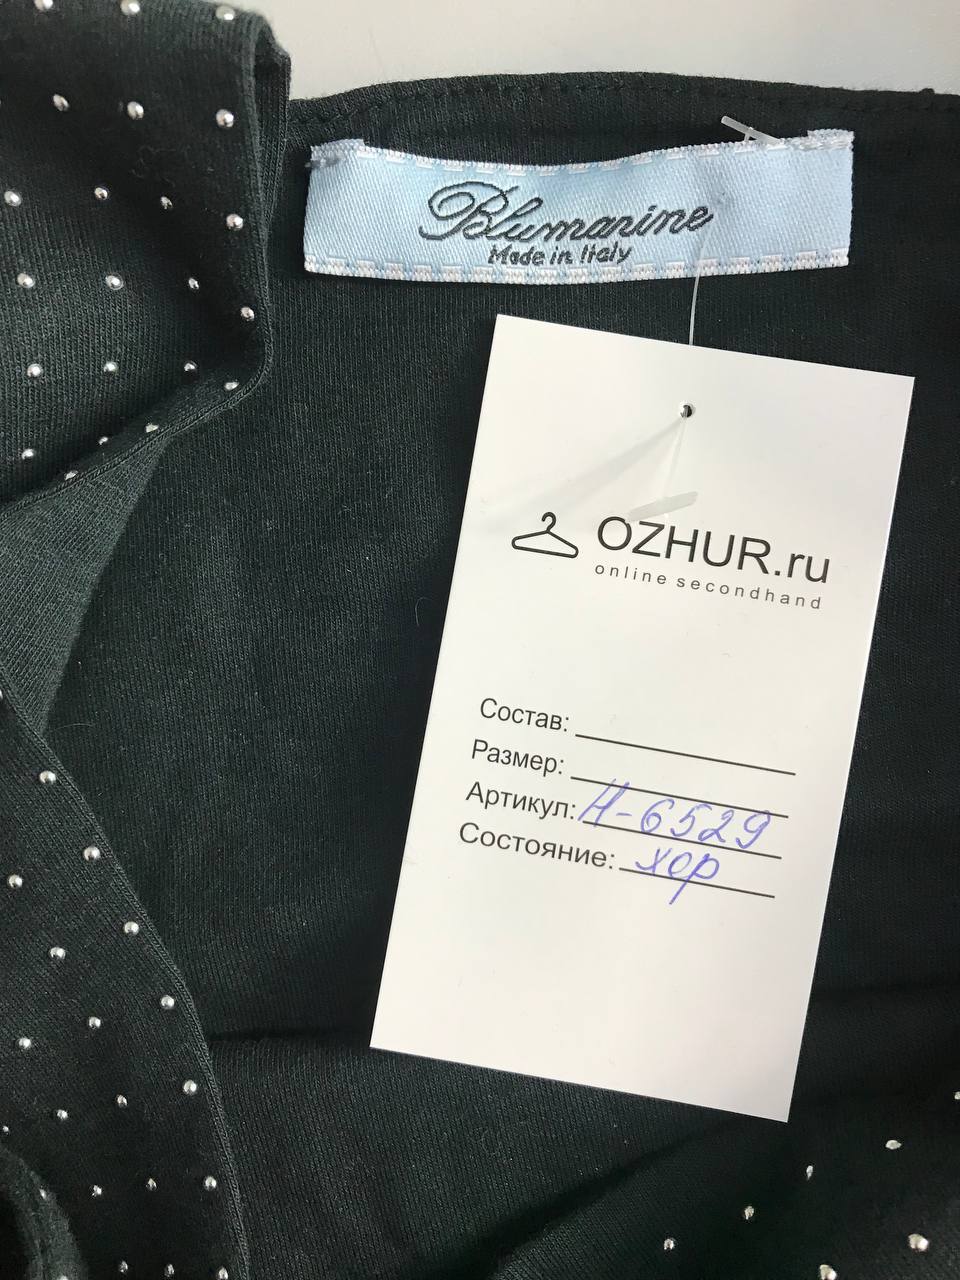 Blumarine
Made in Italy
OZHUR.ru
online secondhand
Состав:
Размер:
Артикул: Н-6529
Состояние: хор